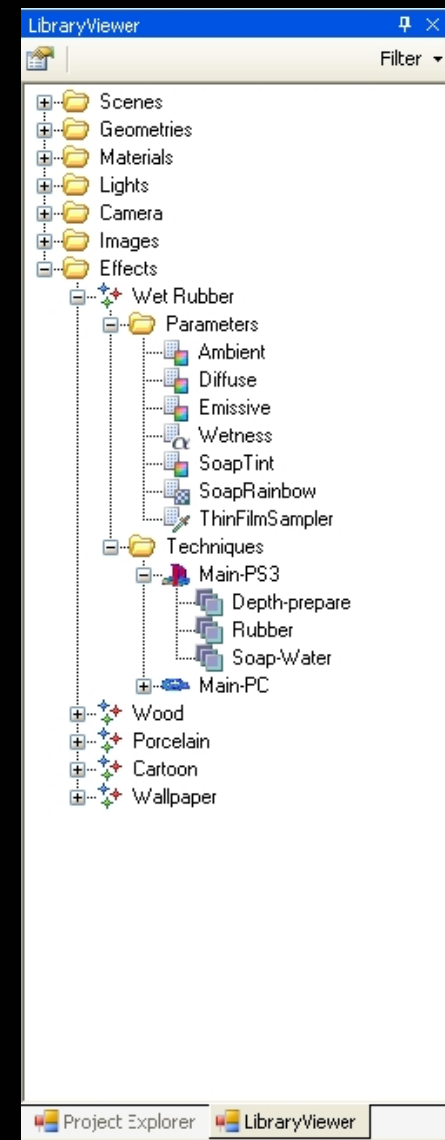 LibraryViewer
Filter
Scenes
Geometries
Materials
Lights
Camera
Images
Effects
Wet Rubber
Parameters
Ambient
Diffuse
Emissive
Wetness
SoapTint
SoapRainbow
ThinFilmSampler
Techniques
Main-PS3
Depth-prepare
Rubber
Soap-Water
Main-PC
Wood
Porcelain
Cartoon
Wallpaper
Project Explorer LibraryViewer